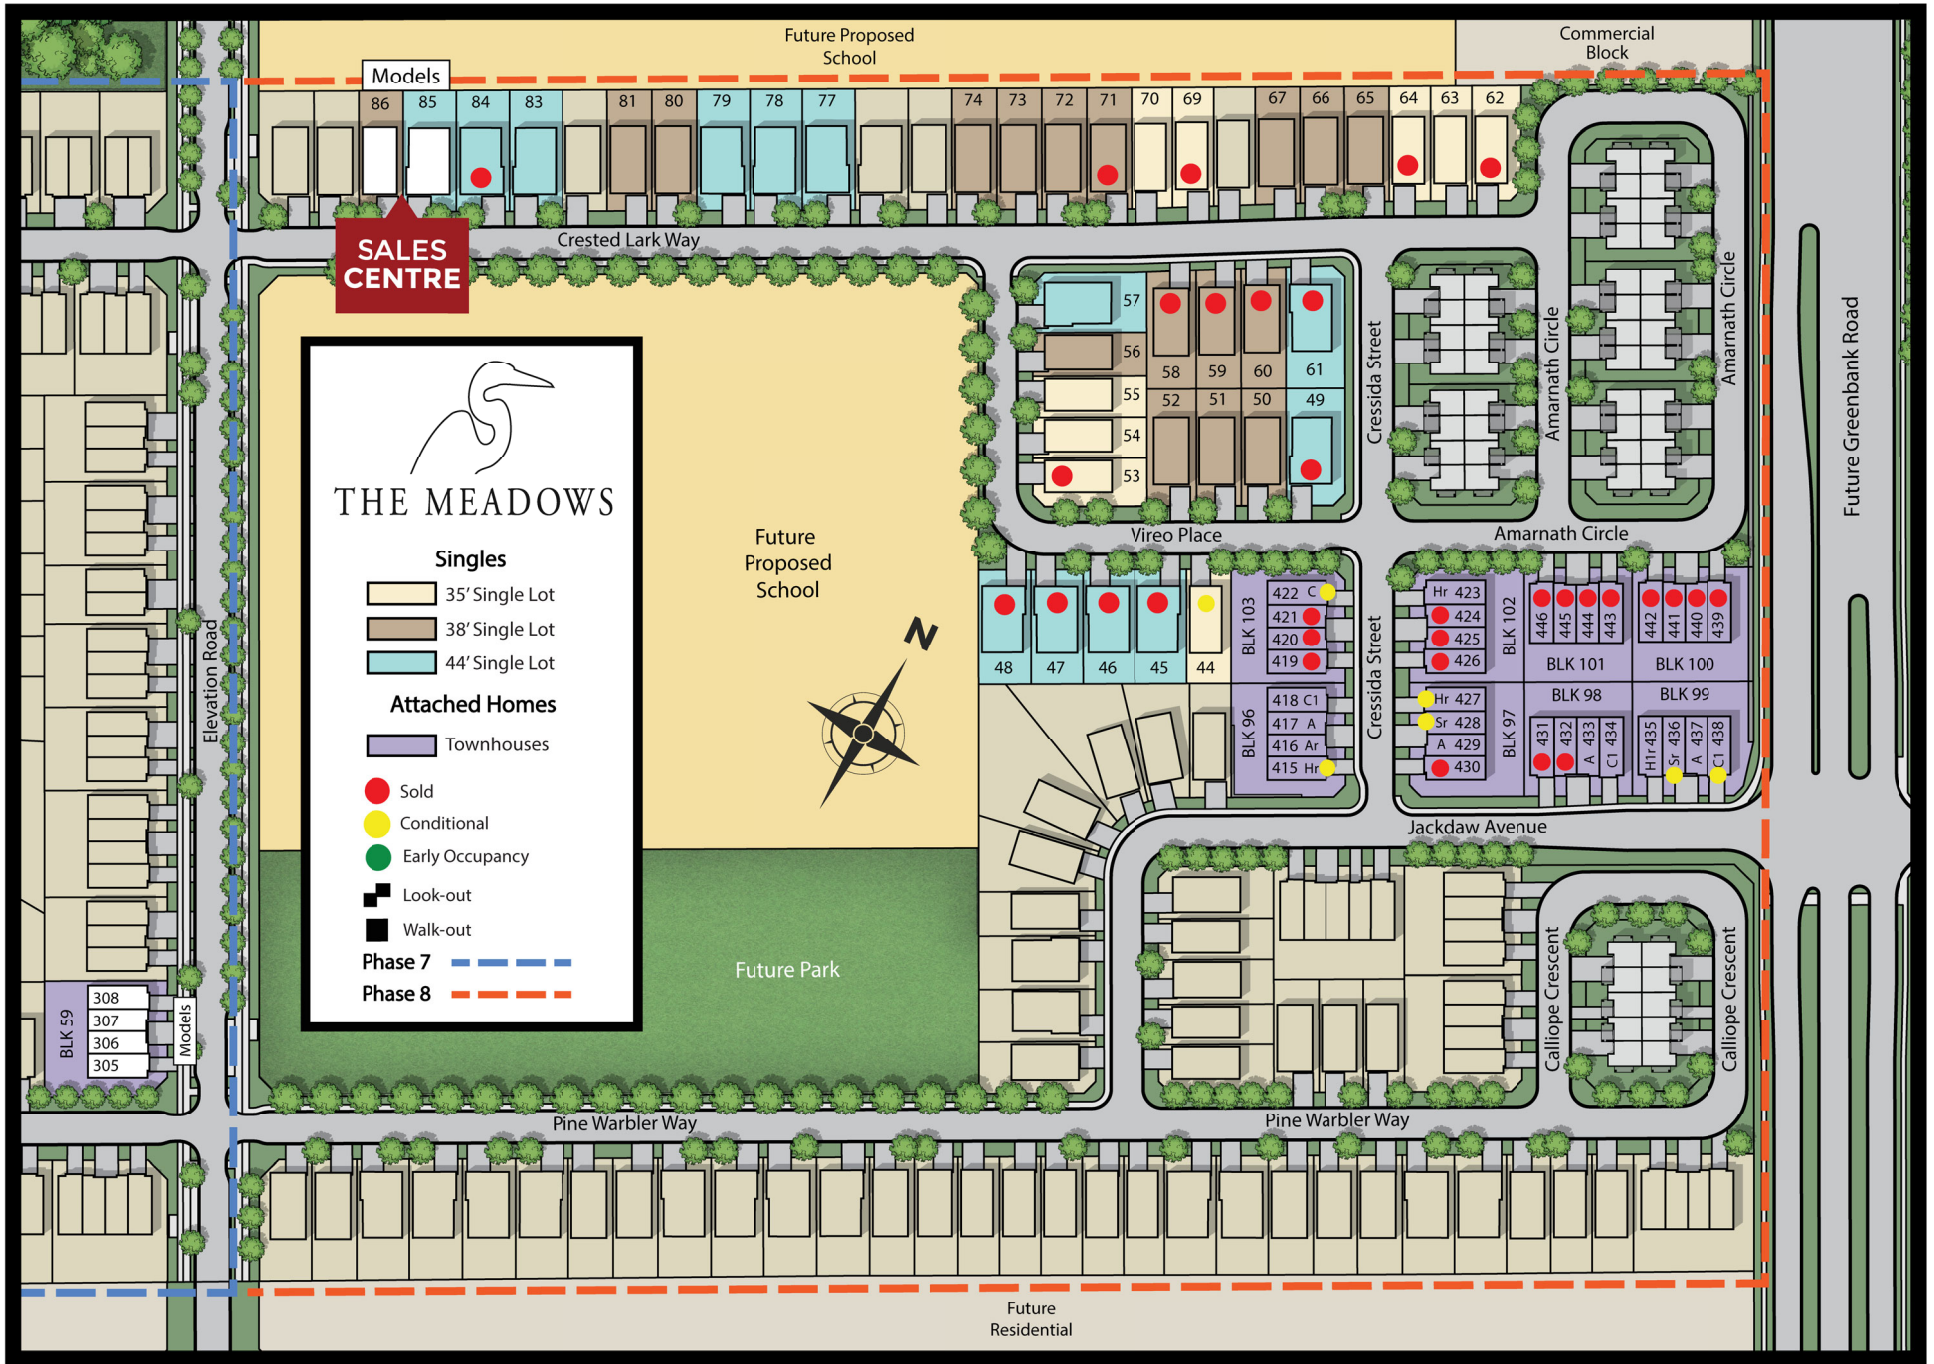 Future Proposed
School
Commercial
Block
Models
86
85
84
83
81
80
79
78
77
74
73
72
71
70
69
67
66
65
64
63
62
SALES
CENTRE
Crested Lark Way
57
56
55
54
53
58
59
60
61
52
51
50
49
Cressida Street
Amarnath Circle
Amarnath Circle
Future Greenbank Road
THE MEADOWS
Singles
35' Single Lot
38' Single Lot
44' Single Lot
Attached Homes
Townhouses
Sold
Conditional
Early Occupancy
Look-out
Walk-out
Phase 7
Phase 8
Future
Proposed
School
N
Elevation Road
Vireo Place
Amarnath Circle
48
47
46
45
44
BLK 103
422 C
421
420
419
BLK 96
418 C1
417 A
416 Ar
415 Hr
Cressida Street
Hr 423
424
425
426
BLK 102
446
445
444
443
BLK 101
442
441
440
439
BLK 100
Hr 427
Sr 428
A 429
430
BLK 97
BLK 98
431
432
A 433
C1 434
BLK 99
H1r 435
Sr 436
A 437
C1 438
Jackdaw Avenue
Future Park
Calliope Crescent
Calliope Crescent
BLK 59
308
307
306
305
Models
Pine Warbler Way
Pine Warbler Way
Future
Residential